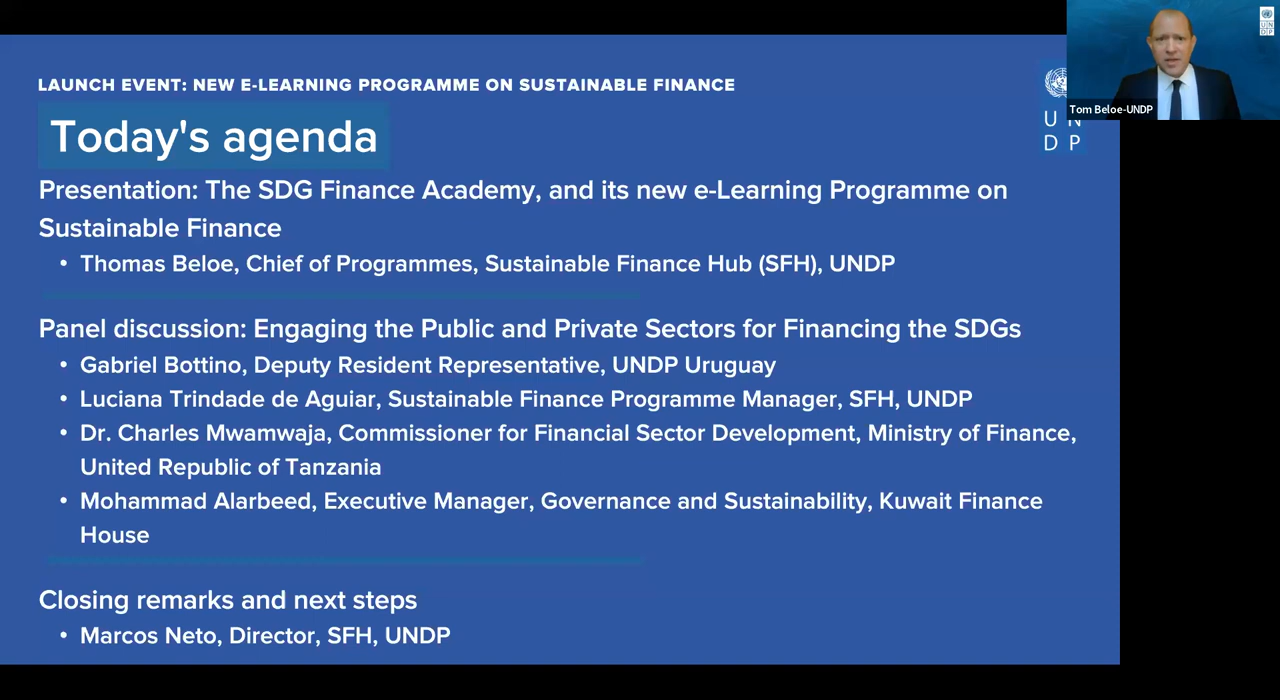 LAUNCH EVENT: NEW E-LEARNING PROGRAMME ON SUSTAINABLE FINANCE
Today's agenda
Presentation: The SDG Finance Academy, and its new e-Learning Programme on
Sustainable Finance
• Thomas Beloe, Chief of Programmes, Sustainable Finance Hub (SFH), UNDP
Panel discussion: Engaging the Public and Private Sectors for Financing the SDGs
• Gabriel Bottino, Deputy Resident Representative, UNDP Uruguay
• Luciana Trindade de Aguiar, Sustainable Finance Programme Manager, SFH, UNDP
• Dr. Charles Mwamwaja, Commissioner for Financial Sector Development, Ministry of Finance,
United Republic of Tanzania
• Mohammad Alarbeed, Executive Manager, Governance and Sustainability, Kuwait Finance
House
Closing remarks and next steps
• Marcos Neto, Director, SFH, UNDP
U N
D P
Tom Beloe-UNDP
U N
D P